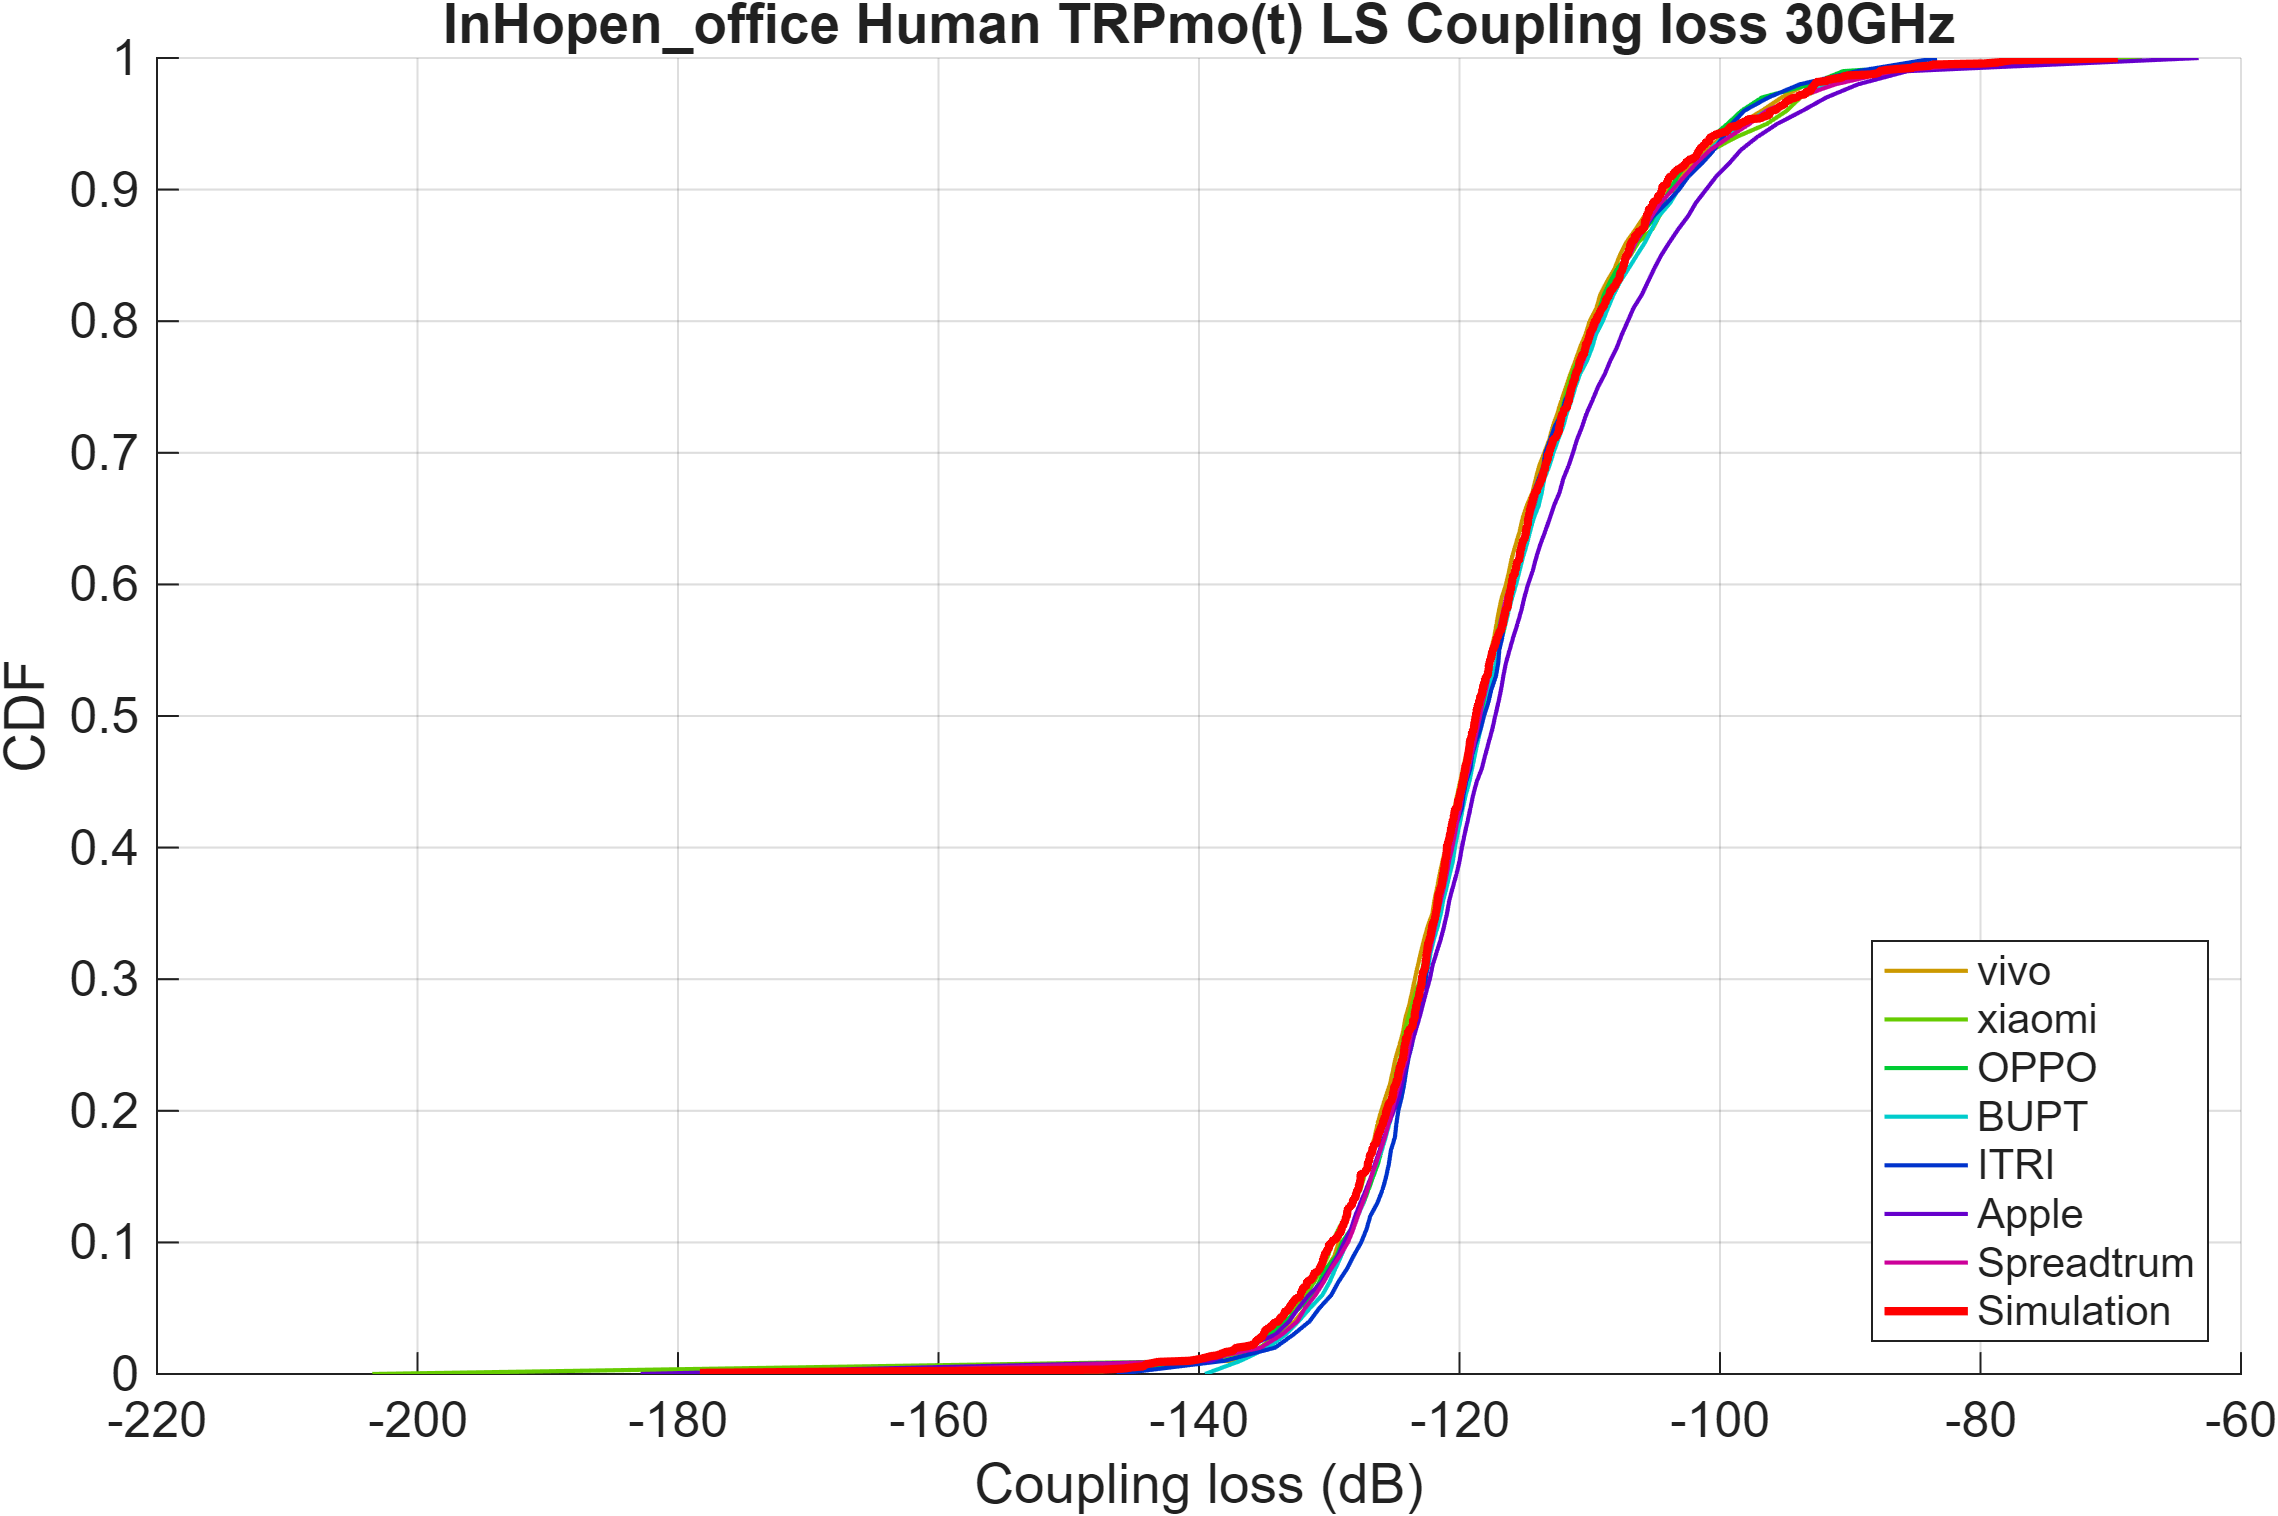 InHopen_office Human TRPmo(t) LS Coupling loss 30GHz
1
0.9
0.8
0.7
0.6
0.5
0.4
0.3
0.2
0.1
0
CDF
-220 -200 -180 -160 -140 -120 -100 -80 -60
Coupling loss (dB)
vivo
xiaomi
OPPO
BUPT
ITRI
Apple
Spreadtrum
Simulation